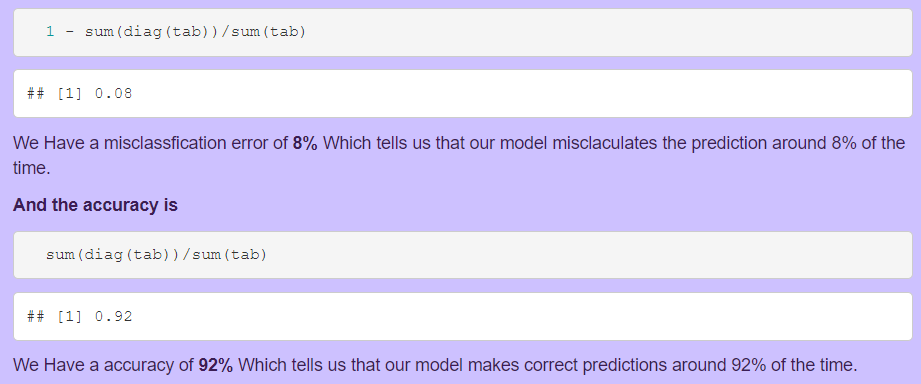 1 - sum(diag(tab))/sum(tab)
## [1] 0.08
We Have a misclassfication error of 8% Which tells us that our model misclaculates the prediction around 8% of the
time.
And the accuracy is
sum(diag(tab))/sum(tab)
## [1] 0.92
We Have a accuracy of 92% Which tells us that our model makes correct predictions around 92% of the time.